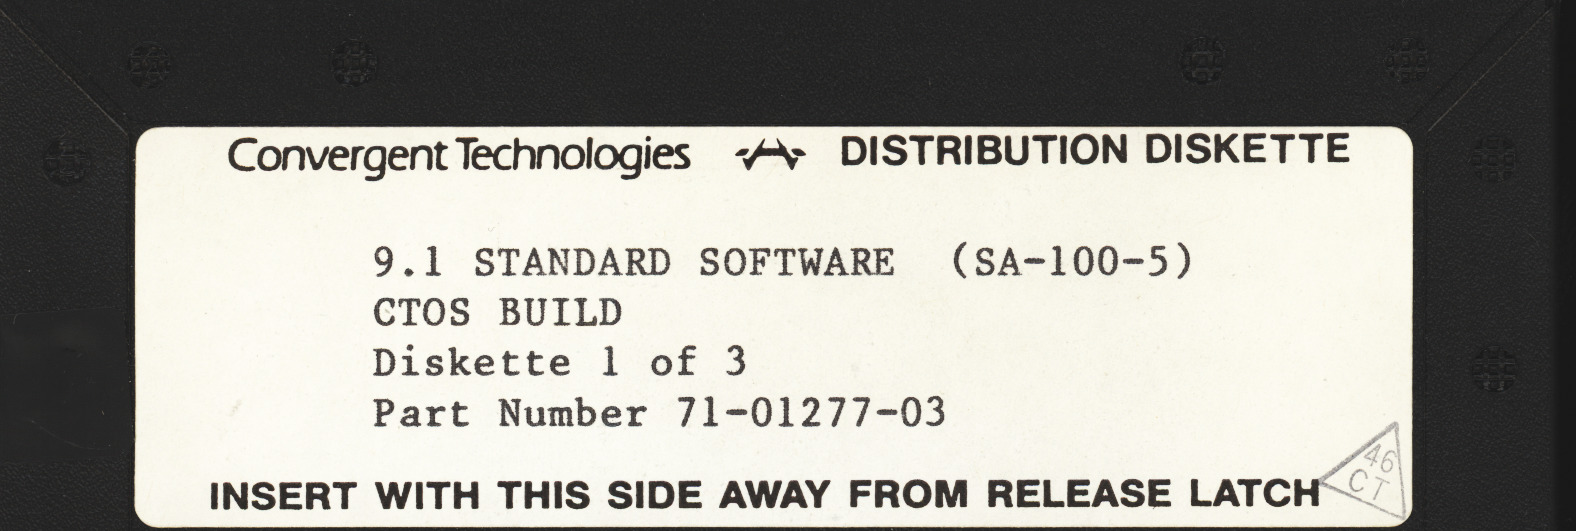 Convergent Technologies DISTRIBUTION DISKETTE
9.1 STANDARD SOFTWARE (SA-100-5)
CTOS BUILD
Diskette 1 of 3
Part Number 71-01277-03
INSERT WITH THIS SIDE AWAY FROM RELEASE LATCH
46
CT